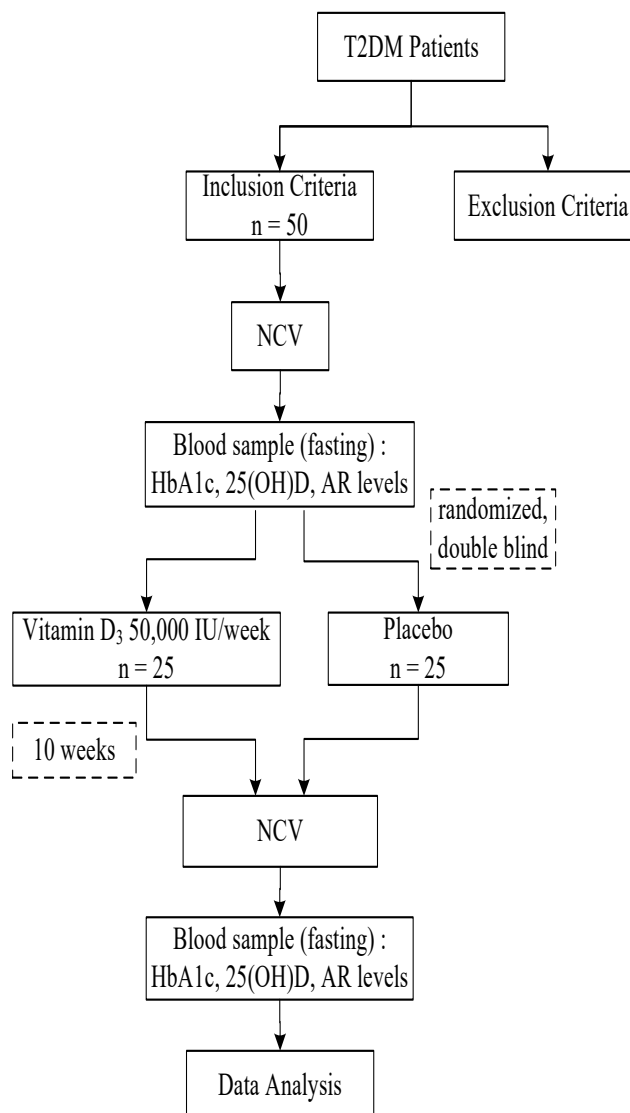 T2DM Patients
Inclusion Criteria
n = 50
Exclusion Criteria
NCV
Blood sample (fasting) :
HbA1c, 25(OH)D, AR levels
randomized,
double blind
Vitamin D₃ 50,000 IU/week
n = 25
Placebo
n = 25
10 weeks
NCV
Blood sample (fasting) :
HbA1c, 25(OH)D, AR levels
Data Analysis